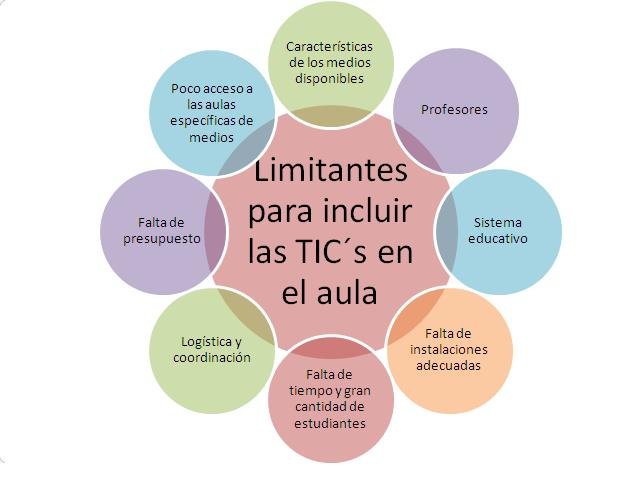 Características
de los medios
disponibles
Profesores
Sistema
educativo
Falta de
instalaciones
adecuadas
Falta de
tiempo y gran
cantidad de
estudiantes
Logística y
coordinación
Falta de
presupuesto
Poco acceso a
las aulas
específicas de
medios
Limitantes
para incluir
las TIC´s en
el aula